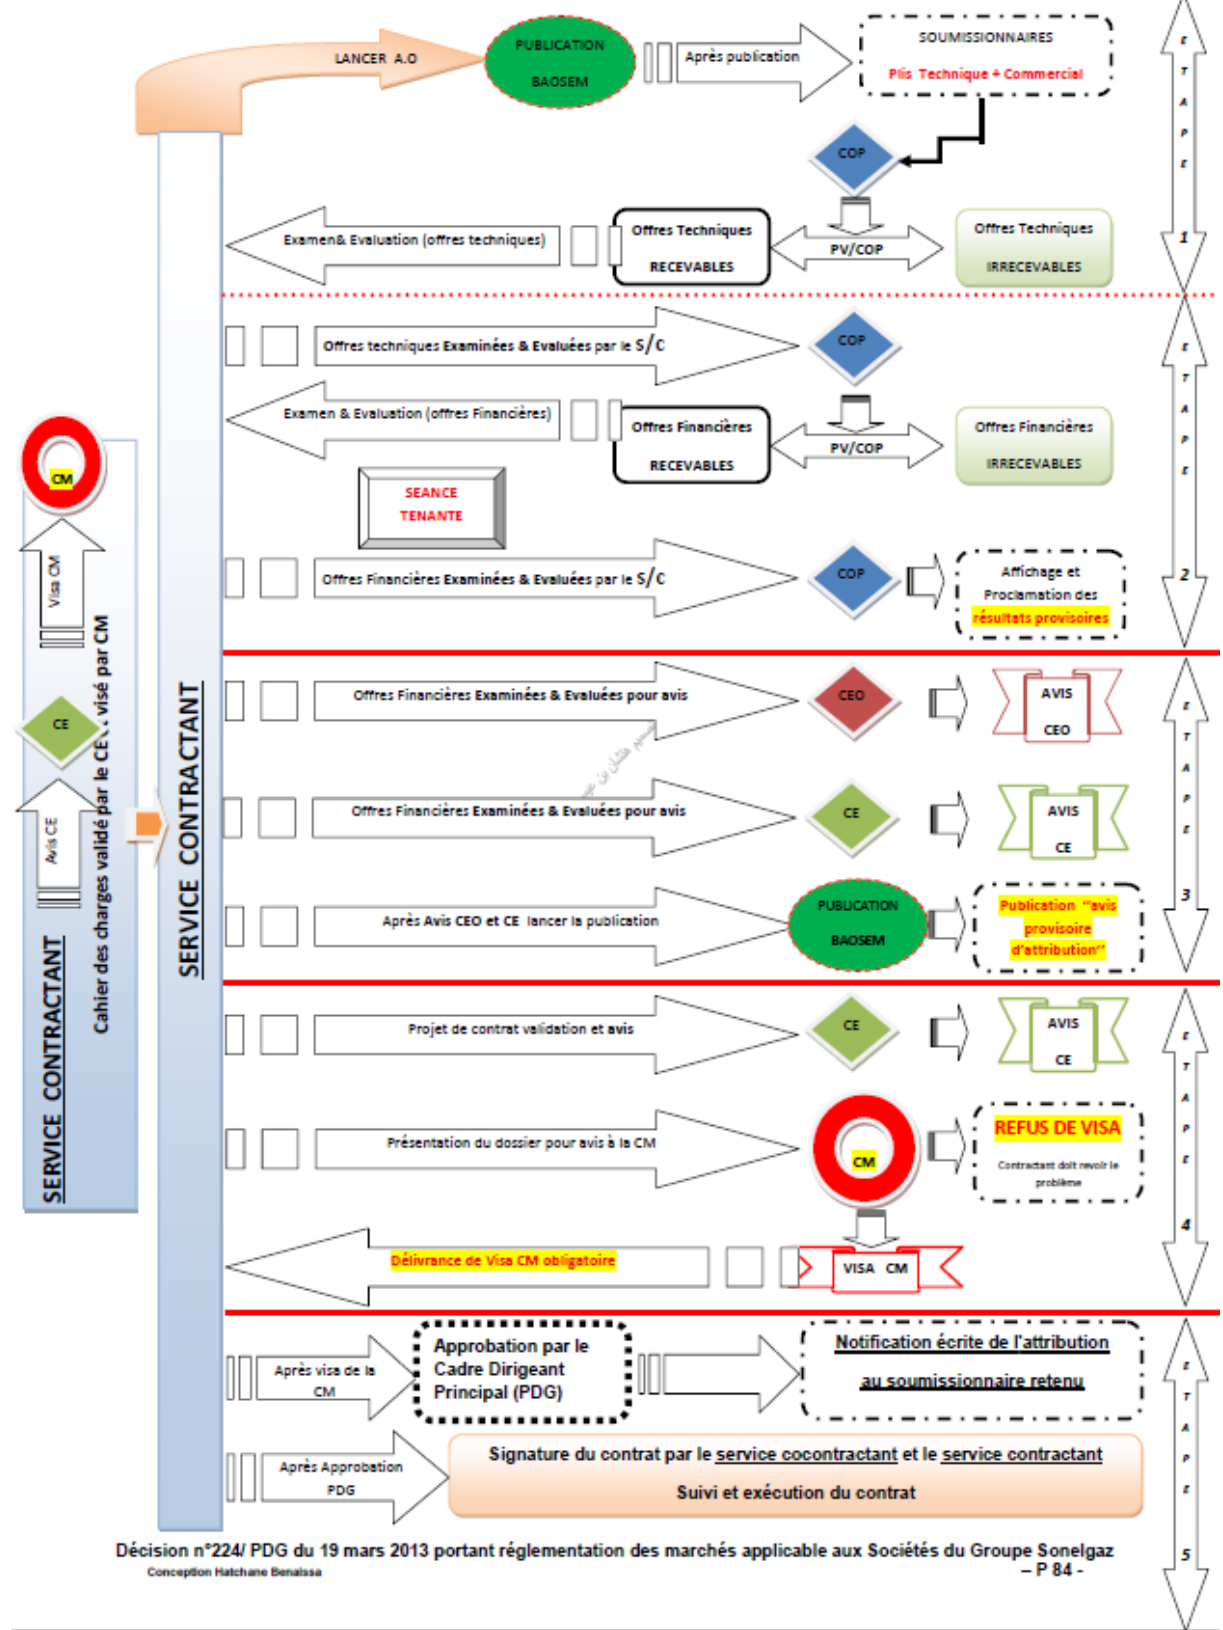 LANCER A.O
PUBLICATION
BAOSEM
Après publication
SOUMISSIONNAIRES
Plis Technique + Commercial
COP
Examen& Evaluation (offres techniques)
Offres Techniques
RECEVABLES
PV/COP
Offres Techniques
IRRECEVABLES
ETAPE
1
Offres techniques Examinées & Evaluées par le S/C
COP
Examen & Evaluation (offres Financières)
Offres Financières
RECEVABLES
PV/COP
Offres Financières
IRRECEVABLES
SEANCE
TENANTE
Offres Financières Examinées & Evaluées par le S/C
COP
Affichage et
Proclamation des
résultats provisoires
ETAPE
2
CM
Visa CM
CE
Avis CE
SERVICE CONTRACTANT
Cahier des charges validé par le CE visé par CM
SERVICE CONTRACTANT
Offres Financières Examinées & Evaluées pour avis
CEO
AVIS
CEO
Offres Financières Examinées & Evaluées pour avis
CE
AVIS
CE
Après Avis CEO et CE lancer la publication
PUBLICATION
BAOSEM
Publication "avis
provisoire
d'attribution"
ETAPE
3
Projet de contrat validation et avis
CE
AVIS
CE
Présentation du dossier pour avis à la CM
CM
REFUS DE VISA
Contractant doit revoir le
problème
Délivrance de Visa CM obligatoire
VISA CM
ETAPE
4
Après visa de la
CM
Approbation par le
Cadre Dirigeant
Principal (PDG)
Notification écrite de l'attribution
au soumissionnaire retenu
Après Approbation
PDG
Signature du contrat par le service cocontractant et le service contractant
Suivi et exécution du contrat
ETAPE
5
Décision n°224/ PDG du 19 mars 2013 portant réglementation des marchés applicable aux Sociétés du Groupe Sonelgaz
Conception Hatchane Benaissa
– P 84 -